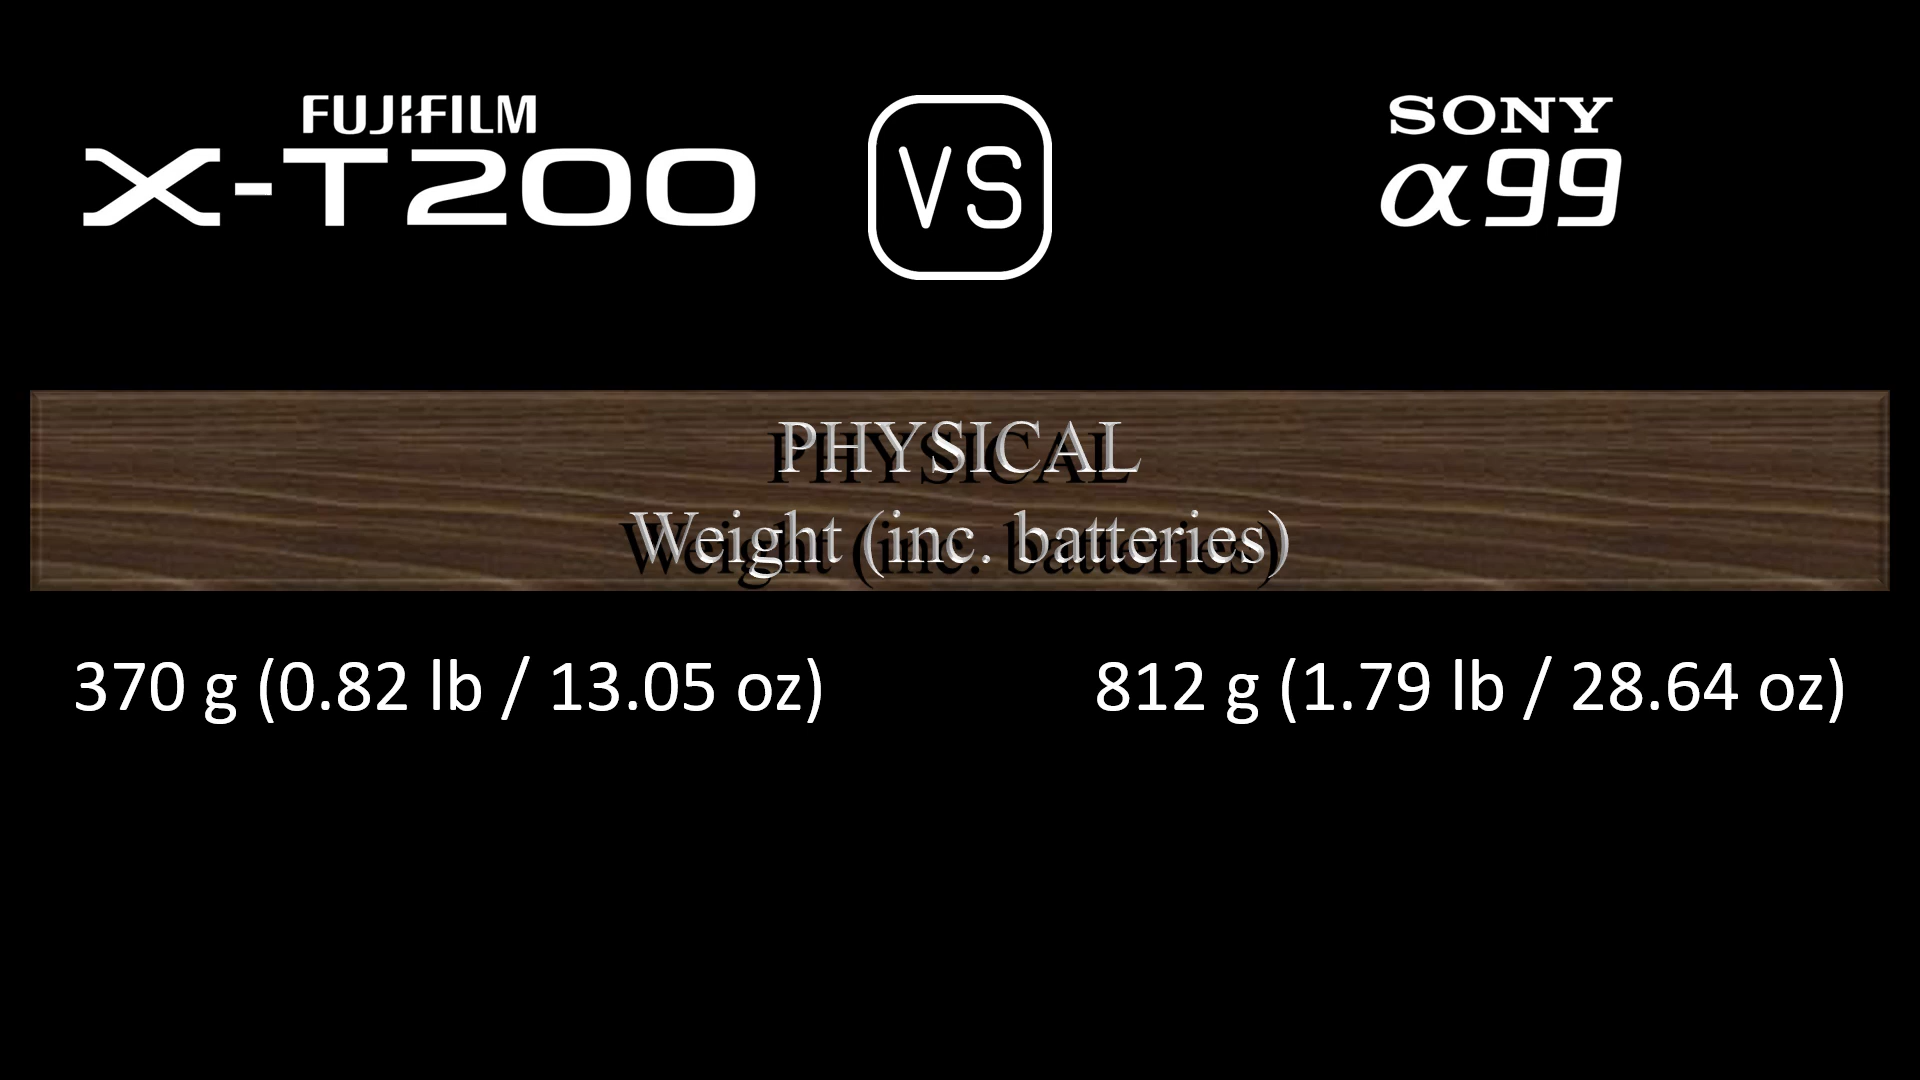 FUJIFILM
X-T200
VS
SONY
α99
PHYSICAL
Weight (inc. batteries)
370 g (0.82 lb / 13.05 oz)
812 g (1.79 lb / 28.64 oz)